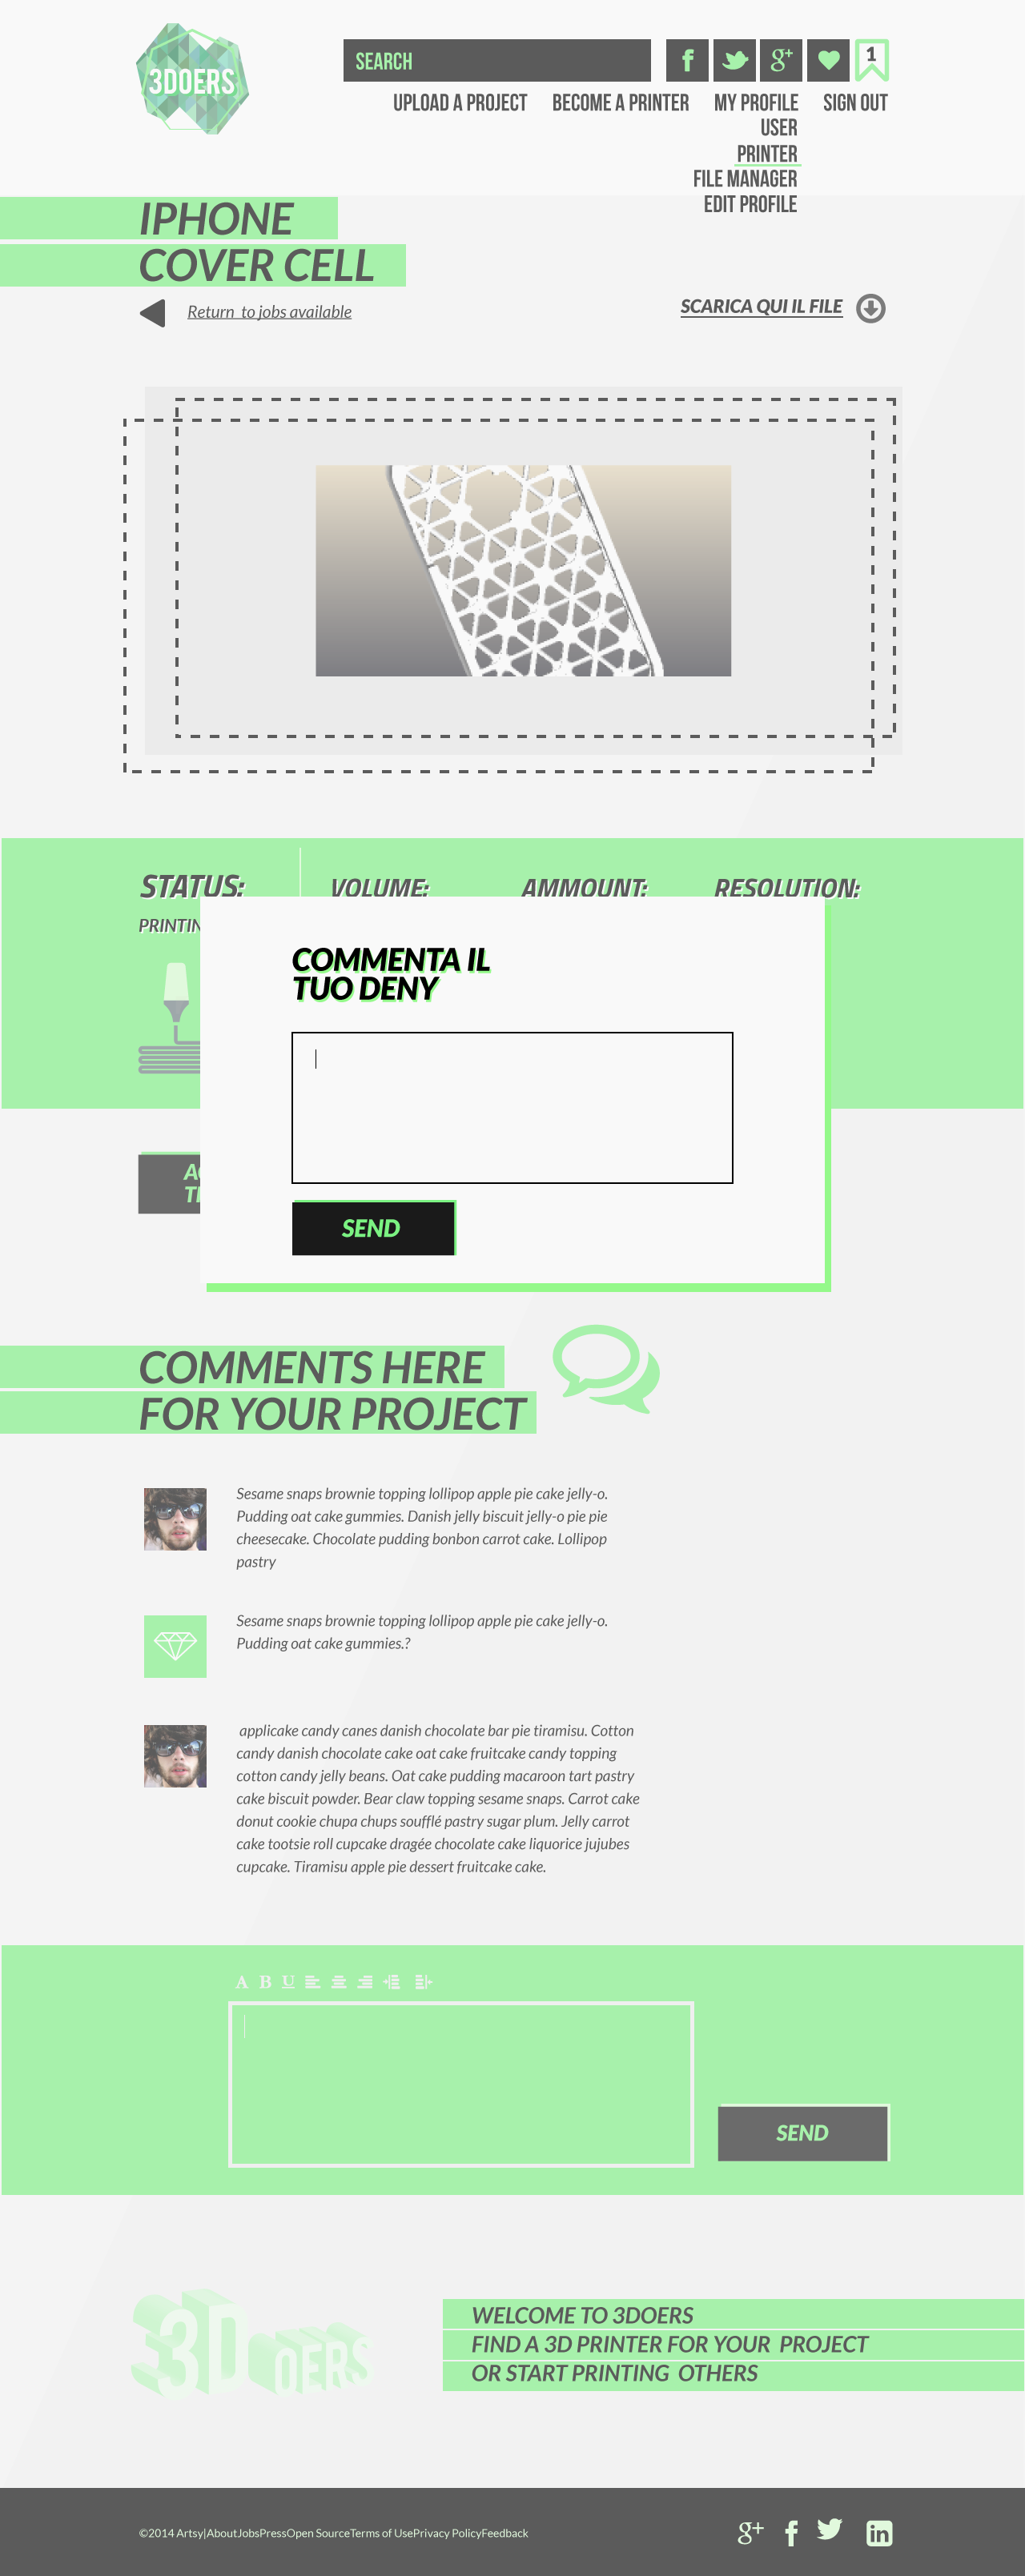 3DOERS
SEARCH
f
g+
1
UPLOAD A PROJECT
BECOME A PRINTER
MY PROFILE
SIGN OUT
USER
PRINTER
FILE MANAGER
EDIT PROFILE
IPHONE
COVER CELL
Return to jobs available
SCARICA QUI IL FILE
STATUS:
VOLUME:
AMMOUNT:
RESOLUTION:
COMMENTA IL
TUO DENY
SEND
COMMENTS HERE
FOR YOUR PROJECT
Sesame snaps brownie topping lollipop apple pie cake jelly-o.
Pudding oat cake gummies. Danish jelly biscuit jelly-o pie pie
cheesecake. Chocolate pudding bonbon carrot cake. Lollipop
pastry
Sesame snaps brownie topping lollipop apple pie cake jelly-o.
Pudding oat cake gummies.?
applicake candy canes danish chocolate bar pie tiramisu. Cotton
candy danish chocolate cake oat cake fruitcake candy topping
cotton candy jelly beans. Oat cake pudding macaroon tart pastry
cake biscuit powder. Bear claw topping sesame snaps. Carrot cake
donut cookie chupa chups soufflé pastry sugar plum. Jelly carrot
cake tootsie roll cupcake dragée chocolate cake liquorice jujubes
cupcake. Tiramisu apple pie dessert fruitcake cake.
A B U
SEND
3D OERS
WELCOME TO 3DOERS
FIND A 3D PRINTER FOR YOUR PROJECT
OR START PRINTING OTHERS
©2014 Artsy|AboutJobsPressOpen SourceTerms of UsePrivacy PolicyFeedback
g+
f
in